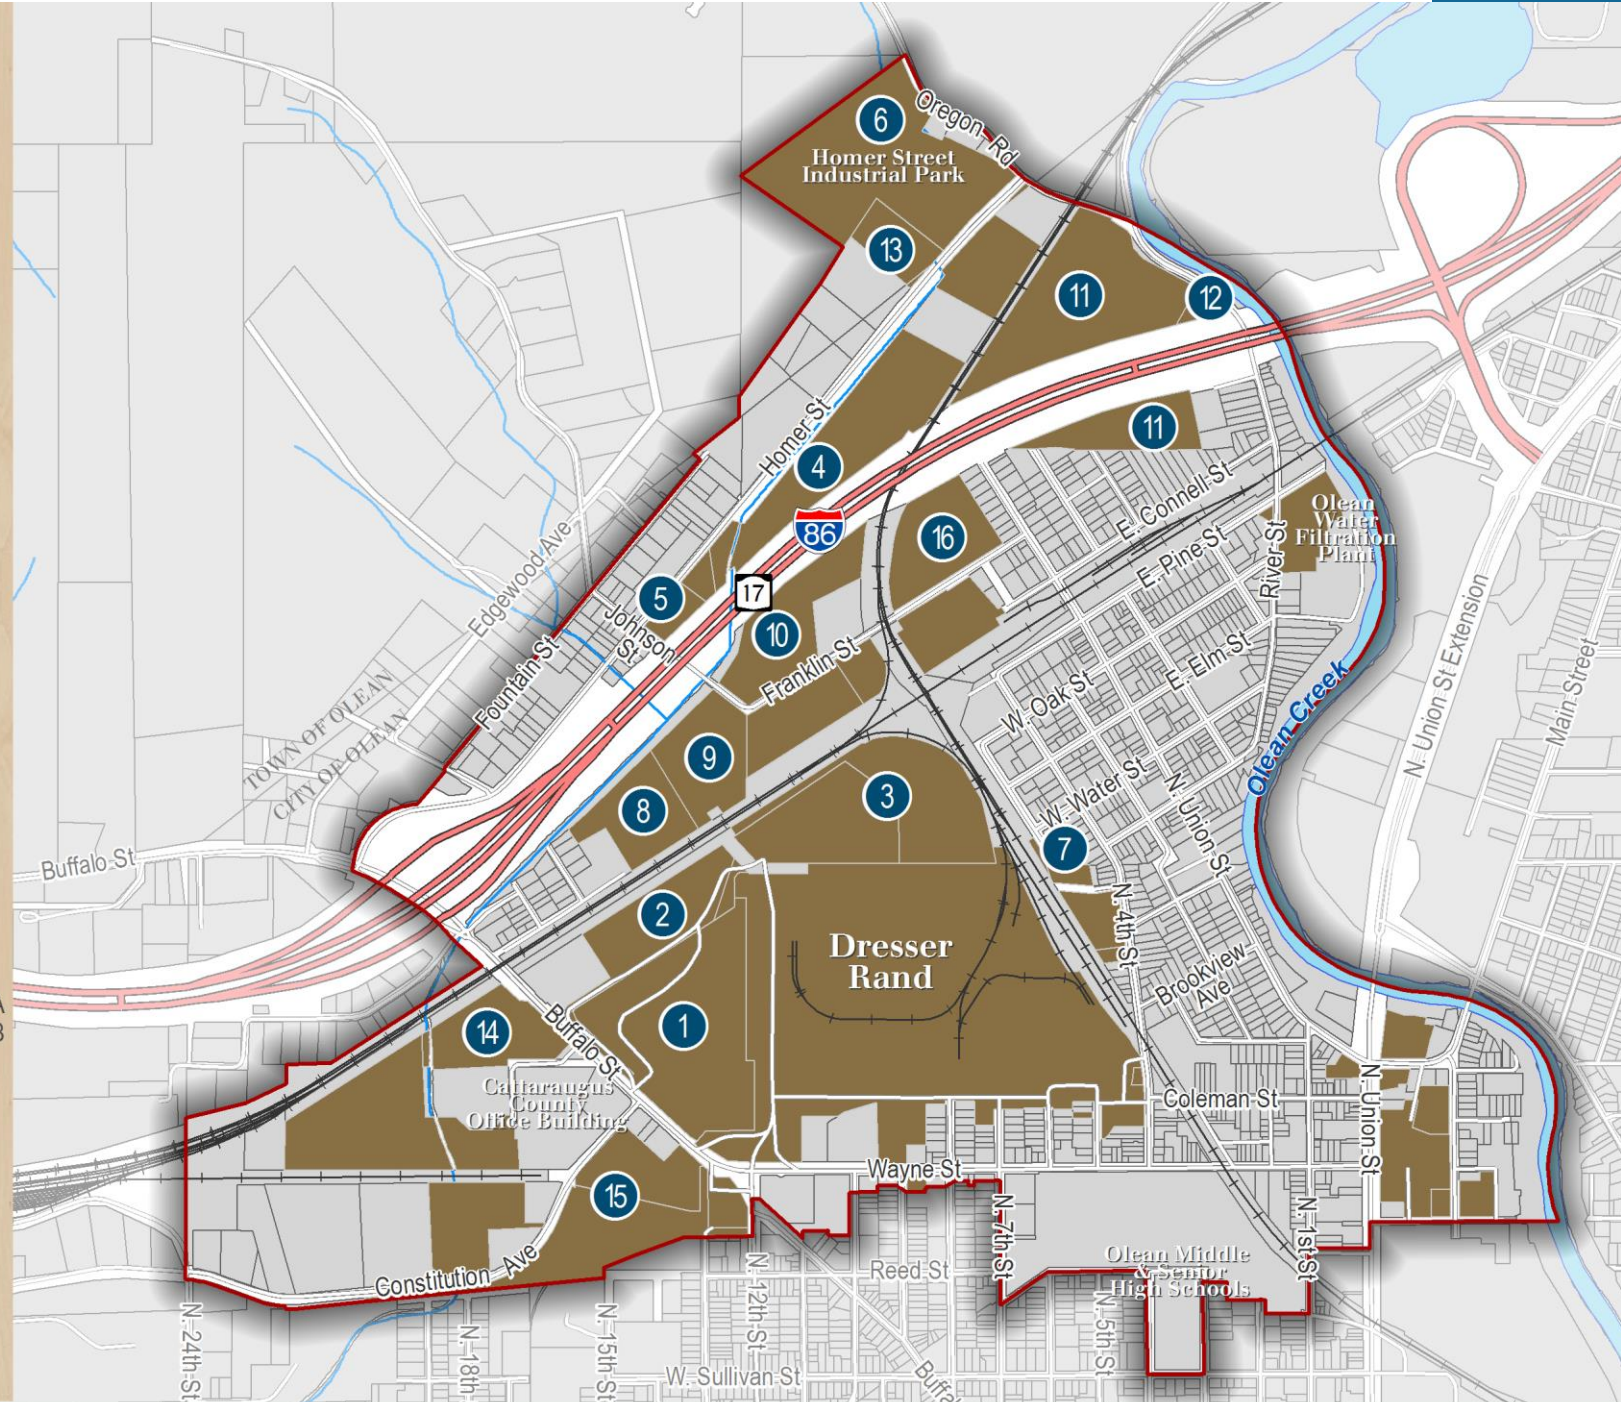 6
Oregon Rd
Homer Street
Industrial Park
13
11
12
Homer St
11
4
86
16
E. Connell St
Olean
Water
Filtration
Plant
E. Pine St
River St
17
5
Johnson
St
10
Edgewood Ave
Franklin St
Fountain St
E. Elm St
W. Oak St
Olean Creek
N. Union St Extension
Main Street
TOWN OF OLEAN
CITY OF OLEAN
9
3
8
W. Water St
N. Union St
7
Buffalo St
2
N. 4th St
Dresser
Rand
Brookview
Ave
A
3
1
14
Buffalo St
Cattaraugus
County
Office Building
Coleman St
N. Union St
Wayne St
15
N. 7th St
N. 1st St
Constitution Ave
Reed St
Olean Middle
& Senior
High Schools
N. 24th St
N. 18th
N. 15th St
N. 12th St
N. 5th St
W. Sullivan St
Buffa